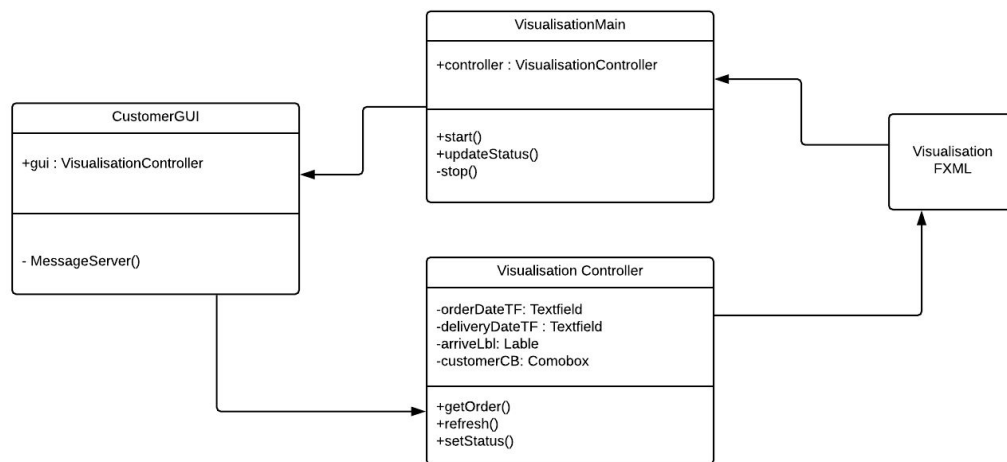 VisualisationMain
+controller : VisualisationController
+start()
+updateStatus()
-stop()
CustomerGUI
+gui : VisualisationController
- MessageServer()
Visualisation
FXML
Visualisation Controller
-orderDateTF: Textfield
-deliveryDateTF : Textfield
-arriveLbl: Lable
-customerCB: Comobox
+getOrder()
+refresh()
+setStatus()